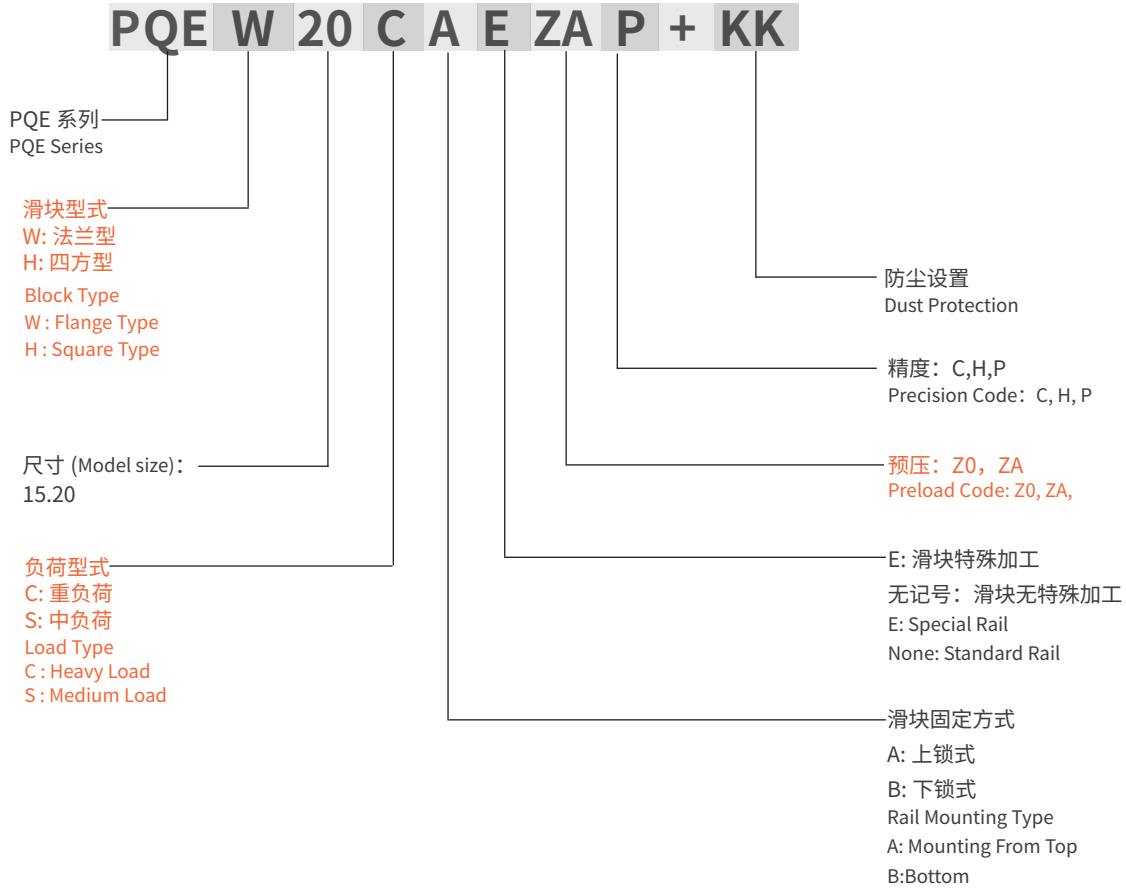 PQE W 20 C A E ZA P + KK
PQE 系列
PQE Series
滑块型式
W: 法兰型
H: 四方型
Block Type
W : Flange Type
H : Square Type
尺寸 (Model size)：
15.20
负荷型式
C: 重负荷
S: 中负荷
Load Type
C : Heavy Load
S : Medium Load
防尘设置
Dust Protection
精度：C,H,P
Precision Code：C, H, P
预压：Z0，ZA
Preload Code: Z0, ZA,
E: 滑块特殊加工
无记号：滑块无特殊加工
E: Special Rail
None: Standard Rail
滑块固定方式
A: 上锁式
B: 下锁式
Rail Mounting Type
A: Mounting From Top
B:Bottom